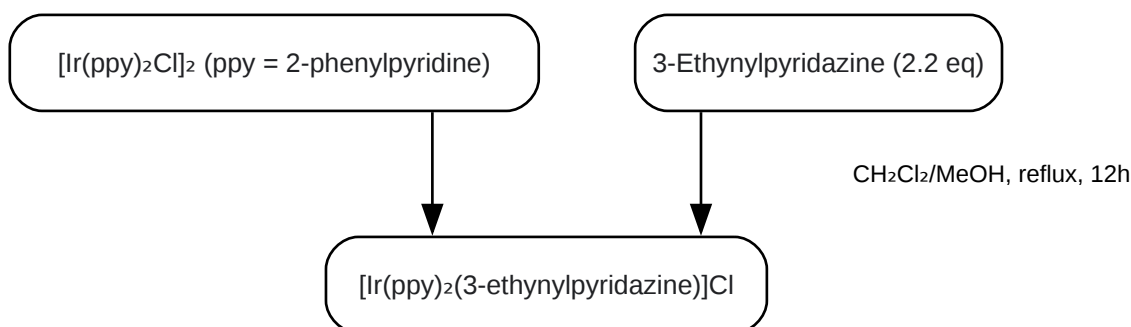 [Ir(ppy)₂Cl]₂ (ppy = 2-phenylpyridine)
3-Ethynylpyridazine (2.2 eq)
CH₂Cl₂/MeOH, reflux, 12h
[Ir(ppy)₂(3-ethynylpyridazine)]Cl